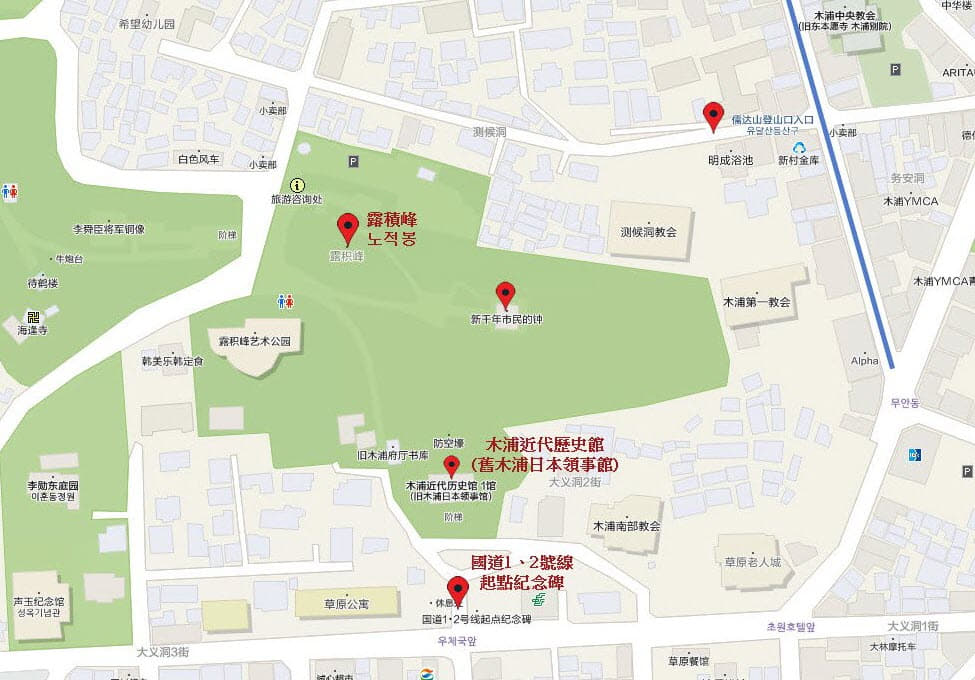 希望幼儿园
木浦中央教会
(旧东本愿寺 木浦別院)
中华楼
P
ARITAU
小卖部
测候洞
儒达山登山口入口
유달산등산구
小卖部
白色风车
小卖部
P
明成浴池
新村金库
务安洞
木浦YMCA
旅游咨询处
李舜臣将军铜像
阶梯
露積峰
노적봉
露积峰
测候洞教会
牛炮台
待鹤楼
海逢寺
新千年市民的钟
木浦第一教会
木浦YMCA青
露积峰艺术公园
韩美乐韩定食
Alpha
무안동
防空壕
旧木浦府厅书库
木浦近代歷史館
(舊木浦日本領事館)
木浦近代历史馆 1馆
(旧木浦日本领事馆)
大义洞2街
阶梯
李勋东庭园
이훈동정원
P
木浦南部教会
草原老人城
國道1、2號線
起點紀念碑
声玉纪念馆
성옥기념관
草原公寓
国道1·2号线起点纪念碑
우체국앞
초원호텔앞
大义洞1街
大义洞3街
草原餐馆
大林摩托车
诚心超市